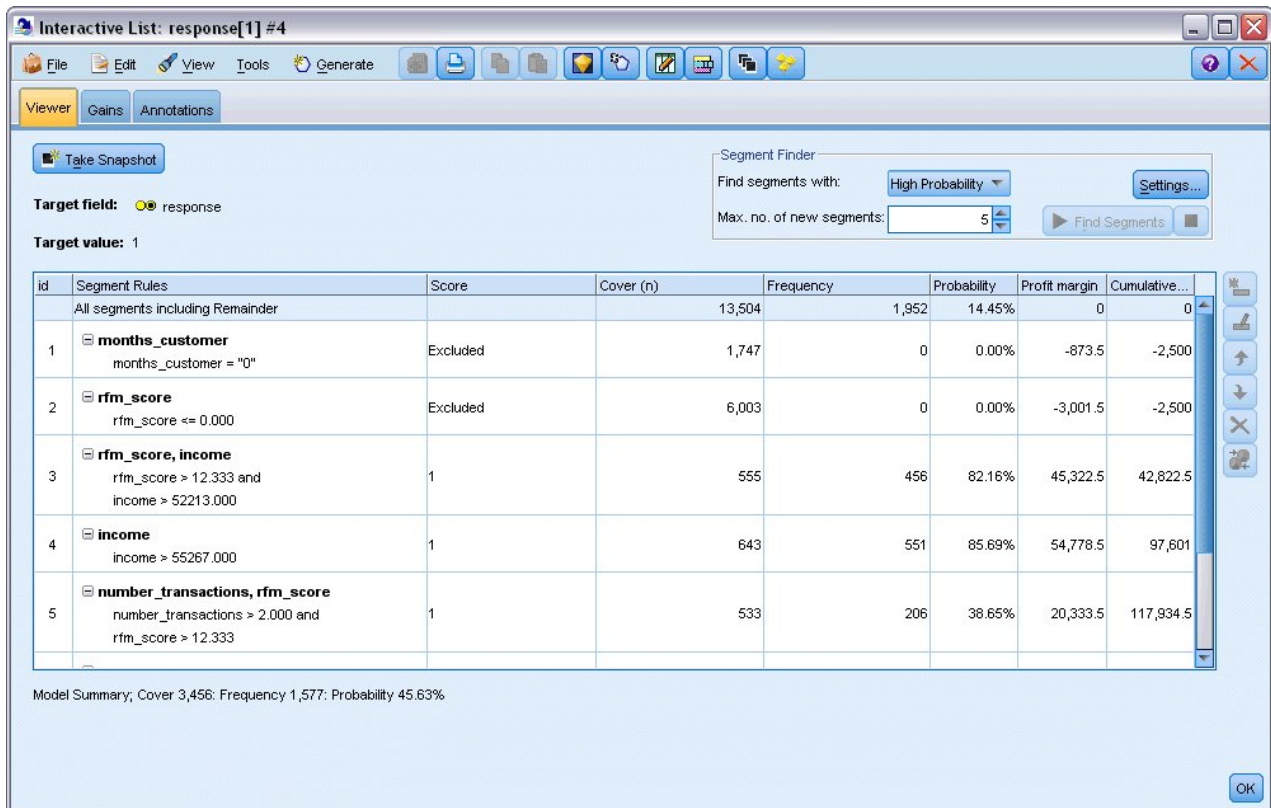 Interactive List: response[1] #4
File Edit View Tools Generate
Viewer Gains Annotations
Take Snapshot
Segment Finder
Find segments with: High Probability Settings...
Target field: response
Max. no. of new segments: 5 Find Segments
Target value: 1
id Segment Rules Score Cover (n) Frequency Probability Profit margin Cumulative...
All segments including Remainder 13,504 1,952 14.45% 0 0
1 months_customer Excluded 1,747 0 0.00% -873.5 -2,500
months_customer = "0"
2 rfm_score Excluded 6,003 0 0.00% -3,001.5 -2,500
rfm_score <= 0.000
3 rfm_score, income 1 555 456 82.16% 45,322.5 42,822.5
rfm_score > 12.333 and
income > 52213.000
4 income 1 643 551 85.69% 54,778.5 97,601
income > 55267.000
5 number_transactions, rfm_score 1 533 206 38.65% 20,333.5 117,934.5
number_transactions > 2.000 and
rfm_score > 12.333
Model Summary; Cover 3,456: Frequency 1,577: Probability 45.63%
OK